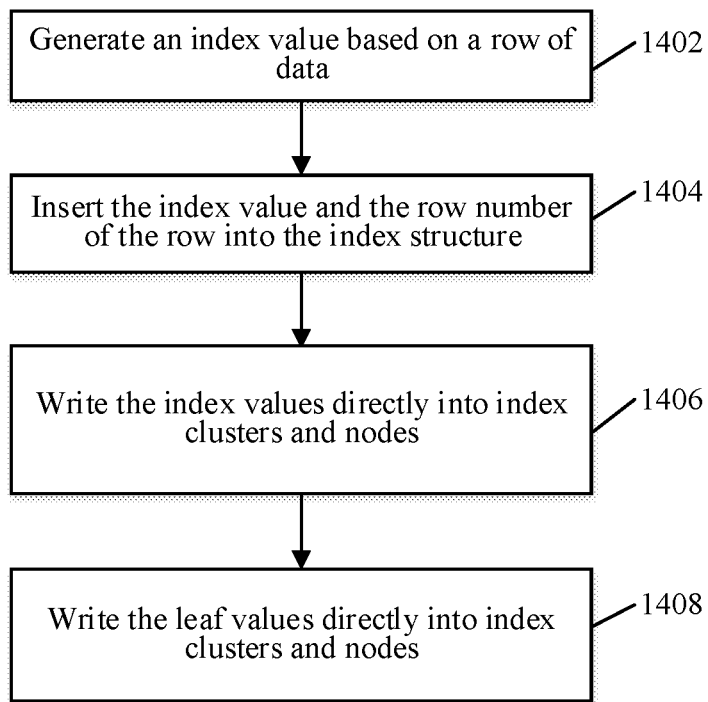 Generate an index value based on a row of
data
1402
Insert the index value and the row number
of the row into the index structure
1404
Write the index values directly into index
clusters and nodes
1406
Write the leaf values directly into index
clusters and nodes
1408